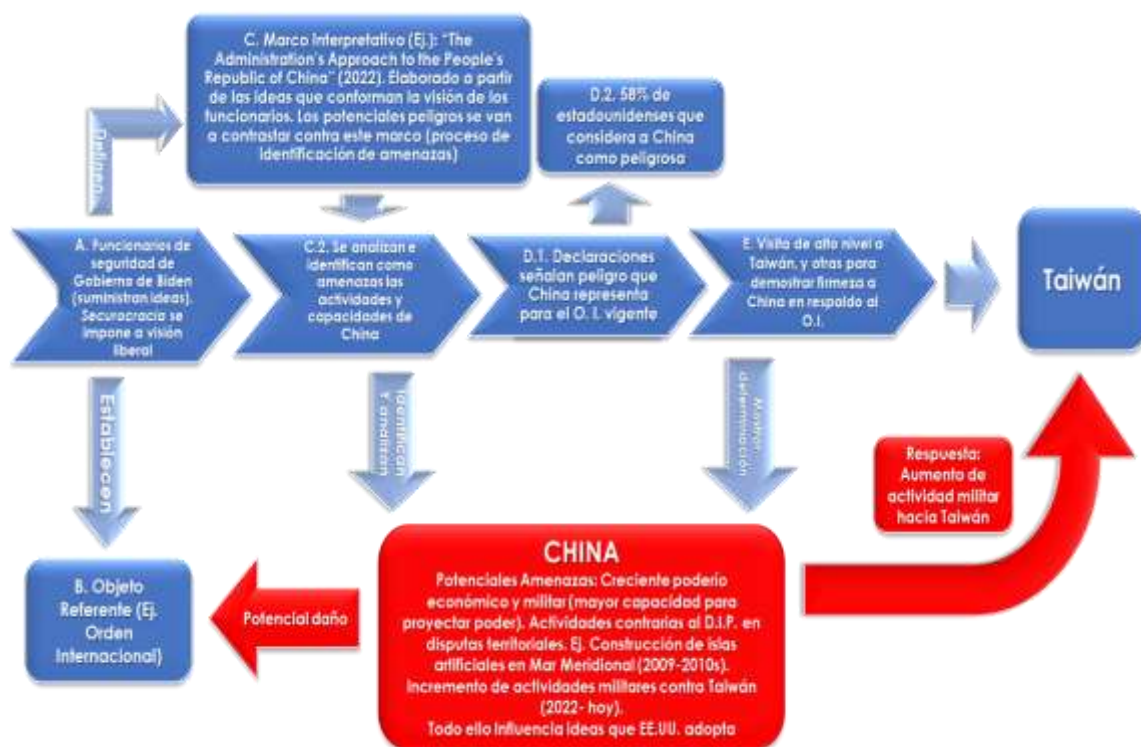 C. Marco Interpretativo (Ej.): "The
Administration's Approach to the People's
Republic of China" (2022). Elaborado a partir
de las ideas que conforman la visión de los
funcionarios. Los potenciales peligros se van
a contrastar contra este marco (proceso de
identificación de amenazas)
D.2. 58% de
estadounidenses que
considera a China
como peligrosa
Definen
A. Funcionarios de
seguridad de
Gobierno de Biden
(suministran ideas).
Securocracia se
impone a visión
liberal
C.2. Se analizan e
identifican como
amenazas las
actividades y
capacidades de
China
D.1. Declaraciones
señalan peligro que
China representa
para el O. I. vigente
E. Visita de alto nivel a
Taiwán, y otras para
demostrar firmeza a
China en respaldo al
O.I.
Taiwán
Establecen
Identifican
Y analizan
Mostrar
determinación
Respuesta:
Aumento de
actividad militar
hacia Taiwán
B. Objeto
Referente (Ej.
Orden
Internacional)
Potencial daño
CHINA
Potenciales Amenazas: Creciente poderío
económico y militar (mayor capacidad para
proyectar poder). Actividades contrarias al D.I.P. en
disputas territoriales. Ej. Construcción de islas
artificiales en Mar Meridional (2009-2010s).
Incremento de actividades militares contra Taiwán
(2022- hoy).
Todo ello influencia ideas que EE.UU. adopta